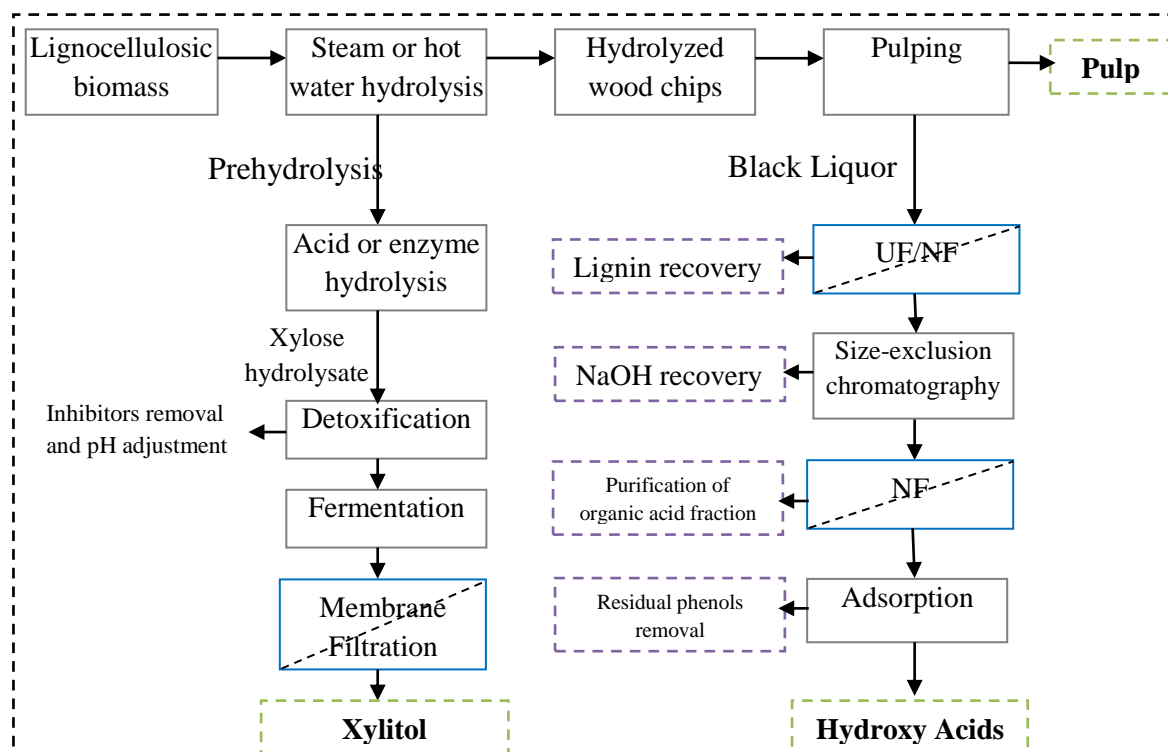 Lignocellulosic
biomass
Steam or hot
water hydrolysis
Hydrolyzed
wood chips
Pulping
Pulp
Prehydrolysis
Black Liquor
Acid or enzyme
hydrolysis
UF/NF
Lignin recovery
Xylose
hydrolysate
Size-exclusion
chromatography
NaOH recovery
Detoxification
Inhibitors removal
and pH adjustment
Fermentation
NF
Purification of
organic acid fraction
Membrane
Filtration
Adsorption
Residual phenols
removal
Xylitol
Hydroxy Acids